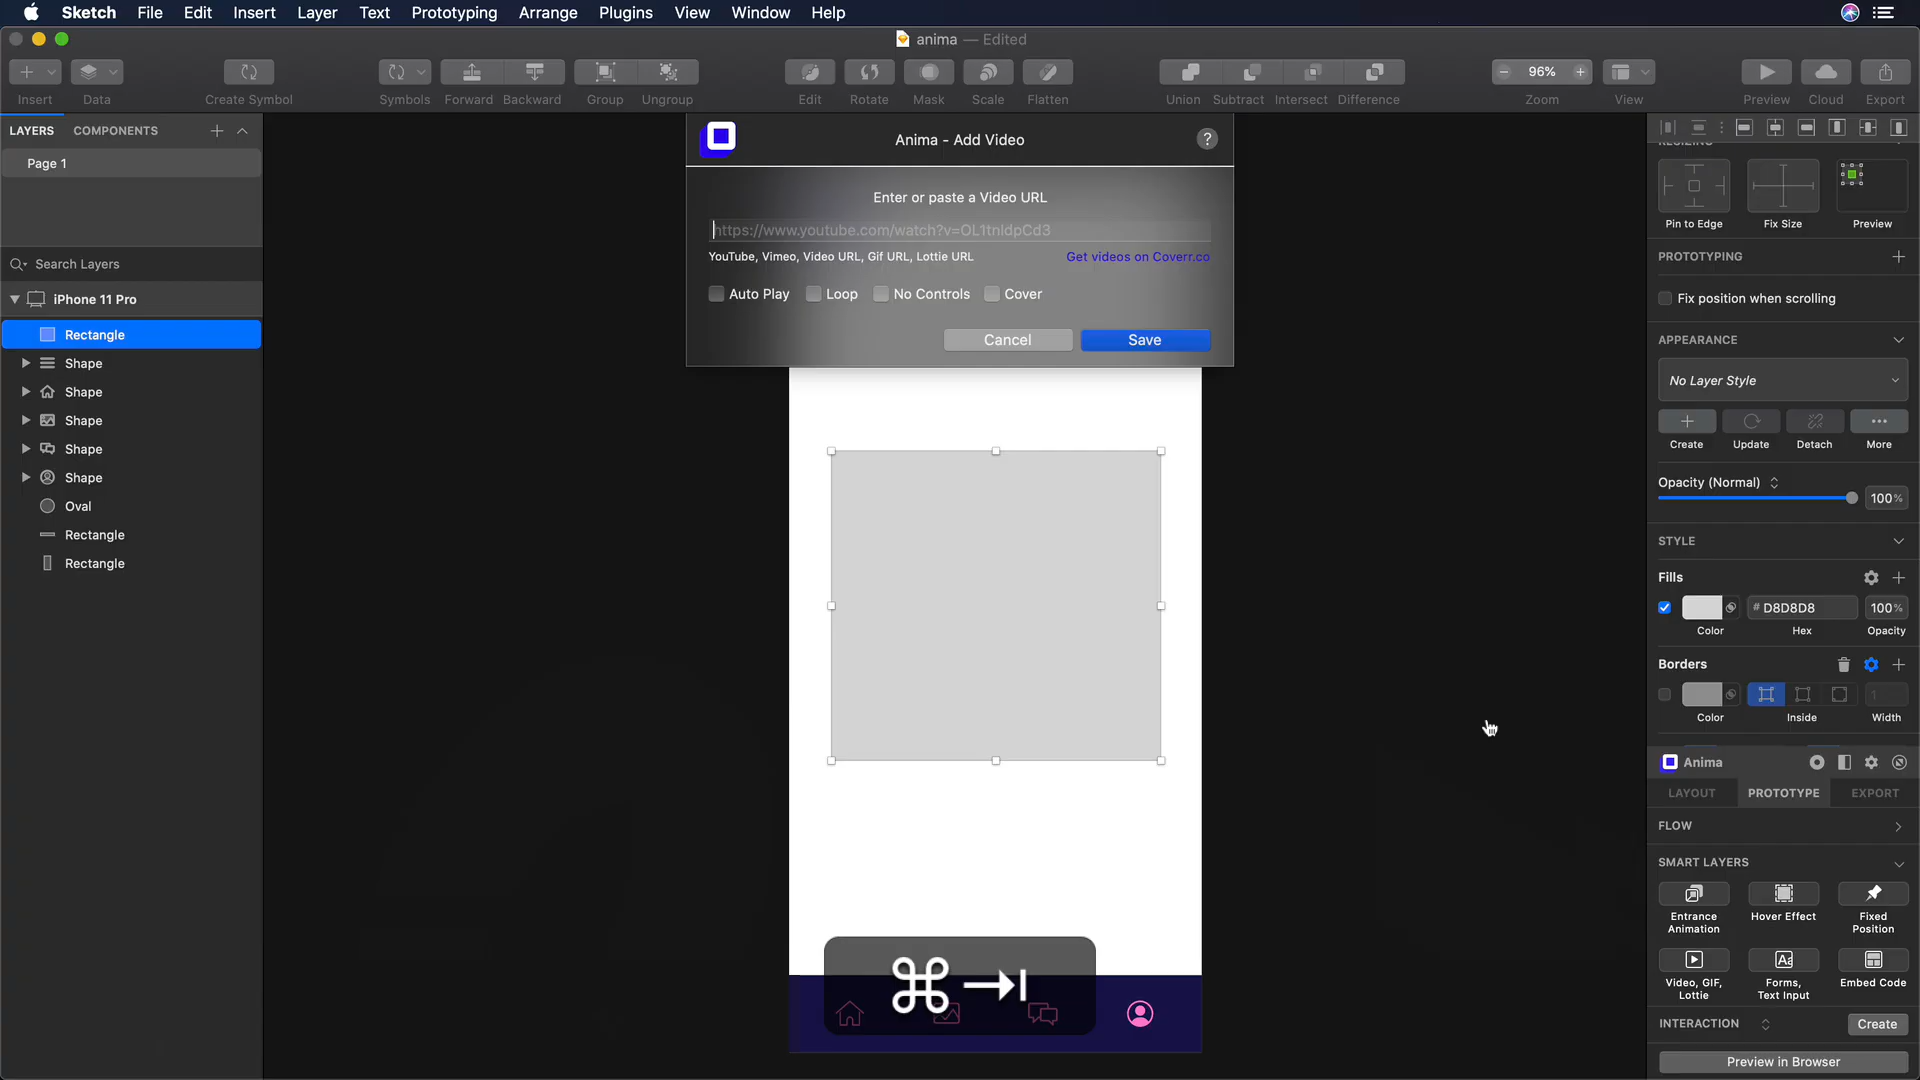 Sketch File Edit Insert Layer Text Prototyping Arrange Plugins View Window Help
anima — Edited
96%
Insert Data Create Symbol Symbols Forward Backward Group Ungroup Edit Rotate Mask Scale Flatten Union Subtract Intersect Difference Zoom View Preview Cloud Export
LAYERS COMPONENTS
Page 1
Search Layers
iPhone 11 Pro
Rectangle
Shape
Shape
Shape
Shape
Shape
Oval
Rectangle
Rectangle
Anima - Add Video
?
Enter or paste a Video URL
https://www.youtube.com/watch?v=OL1tnIdpCd3
YouTube, Vimeo, Video URL, Gif URL, Lottie URL Get videos on Coverr.co
Auto Play Loop No Controls Cover
Cancel Save
⌘⇥
RESIZING
Pin to Edge Fix Size Preview
PROTOTYPING
Fix position when scrolling
APPEARANCE
No Layer Style
Create Update Detach More
Opacity (Normal)
100%
STYLE
Fills
# D8D8D8 100%
Color Hex Opacity
Borders
1
Color Inside Width
Anima
LAYOUT PROTOTYPE EXPORT
FLOW
SMART LAYERS
Entrance Animation Hover Effect Fixed Position
Aa
Video, GIF, Lottie Forms, Text Input Embed Code
INTERACTION Create
Preview in Browser